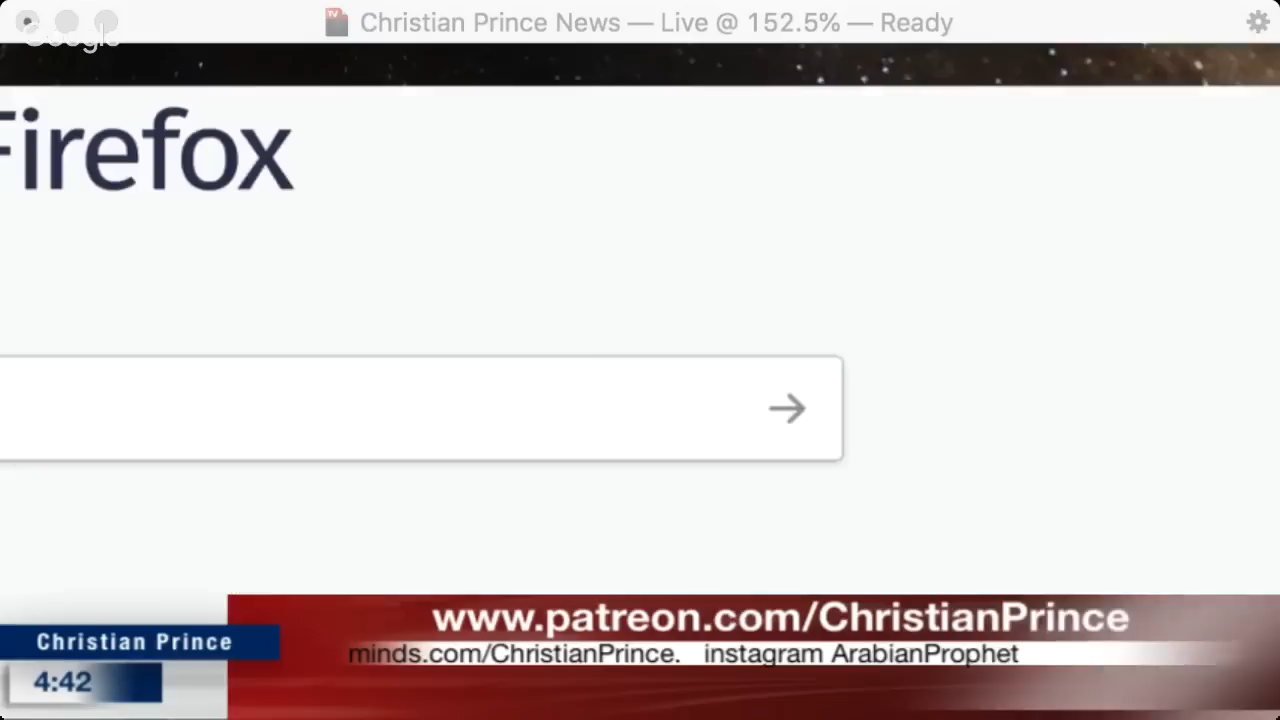 Christian Prince News — Live @ 152.5% — Ready
Google
Firefox
www.patreon.com/ChristianPrince
minds.com/ChristianPrince. instagram ArabianProphet
Christian Prince
4:42